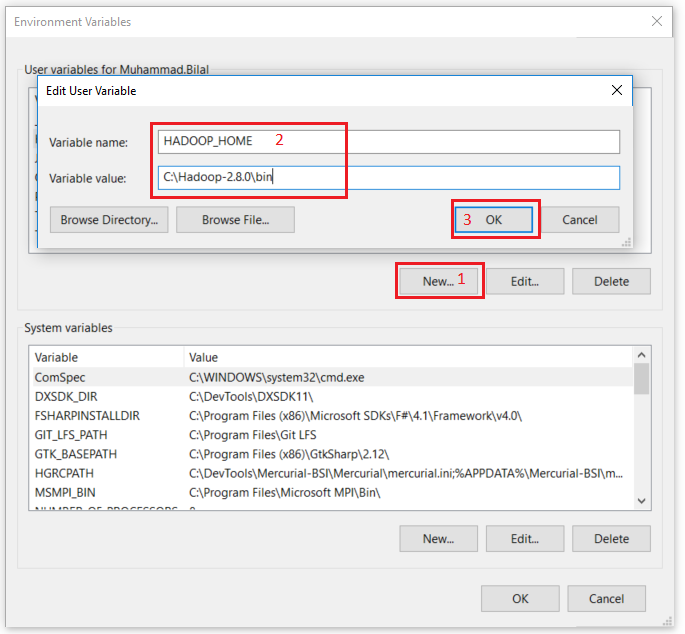 Environment Variables
User variables for Muhammad.Bilal
Edit User Variable
Variable name: HADOOP_HOME 2
Variable value: C:\Hadoop-2.8.0\bin
Browse Directory... Browse File... 3 OK Cancel
New... 1 Edit... Delete
System variables
Variable Value
ComSpec C:\WINDOWS\system32\cmd.exe
DXSDK_DIR C:\DevTools\DXSDK11\
FSHARPINSTALLDIR C:\Program Files (x86)\Microsoft SDKs\F#\4.1\Framework\v4.0\
GIT_LFS_PATH C:\Program Files\Git LFS
GTK_BASEPATH C:\Program Files (x86)\GtkSharp\2.12\
HGRCPATH C:\DevTools\Mercurial-BSI\Mercurial\mercurial.ini;%APPDATA%\Mercurial-BSI\m...
MSMPI_BIN C:\Program Files\Microsoft MPI\Bin\
NUMBER_OF_PROCESSORS
New... Edit... Delete
OK Cancel